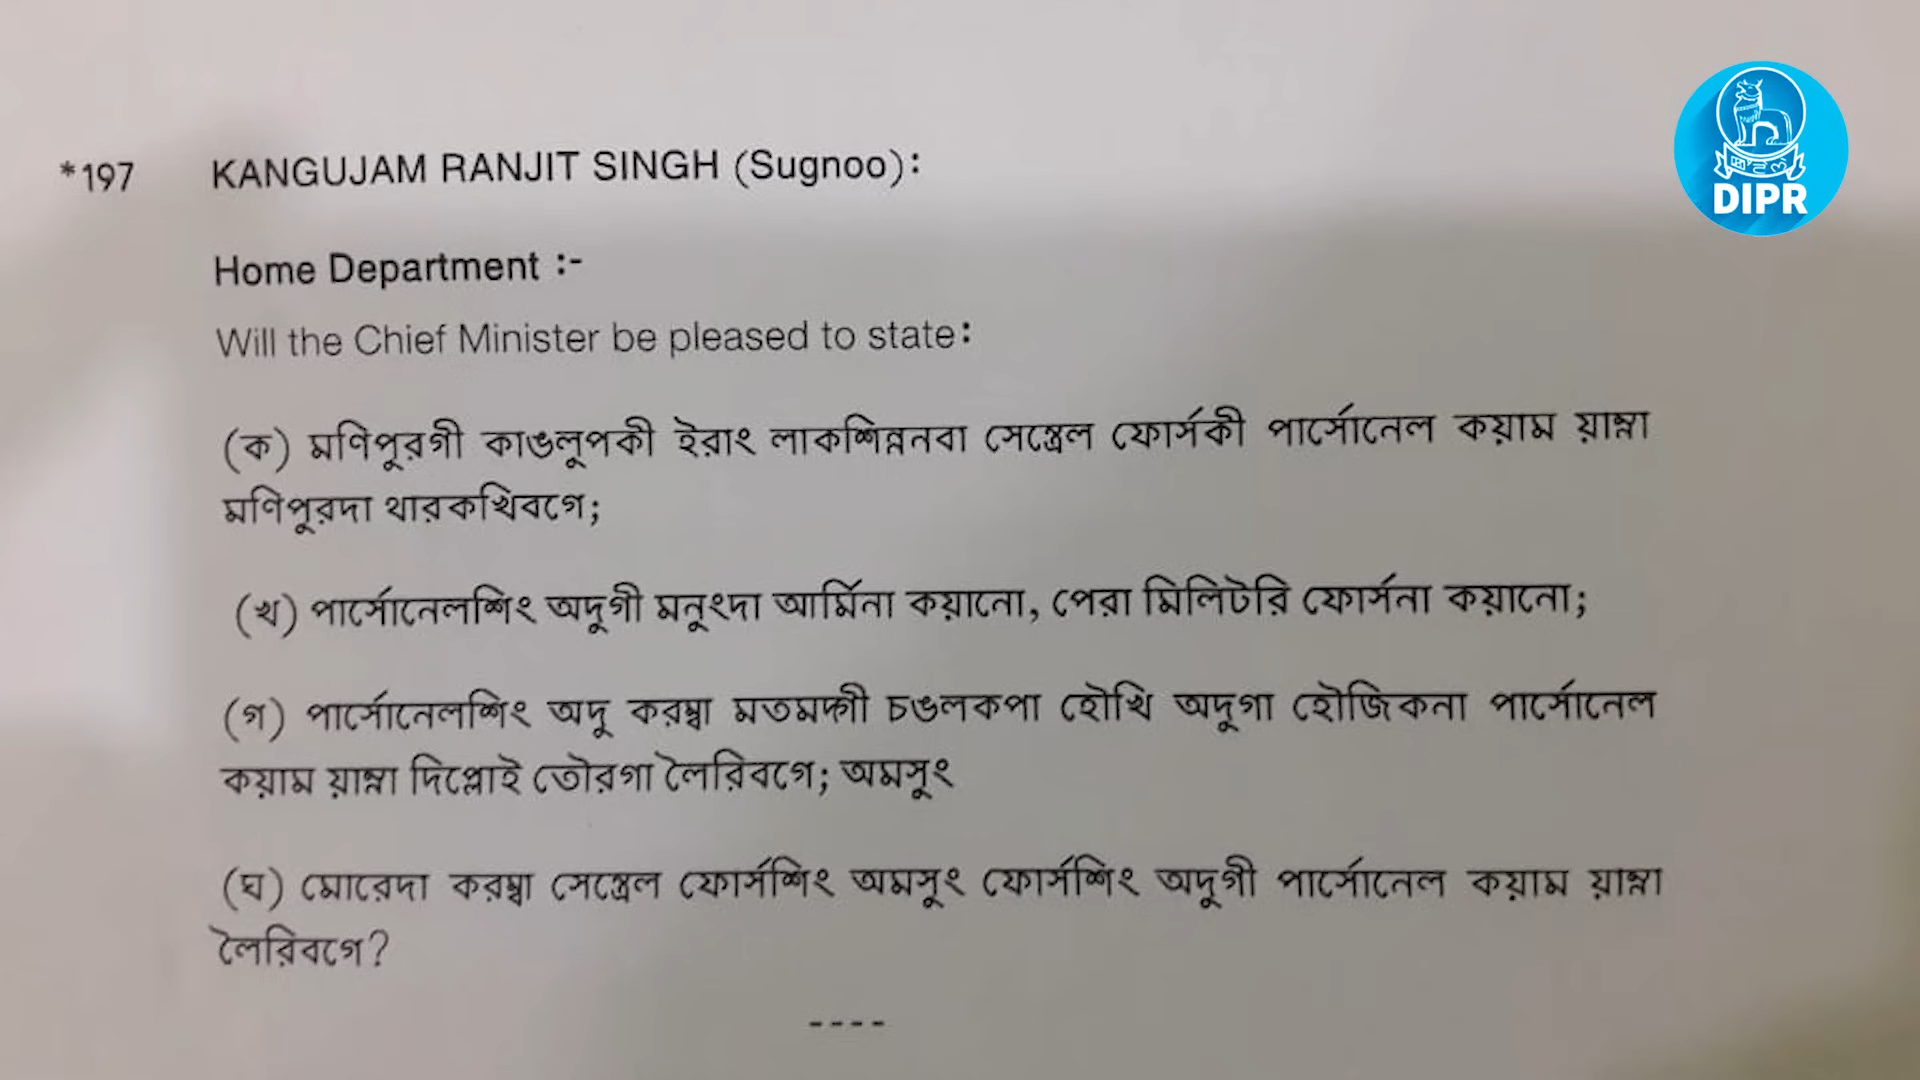 *197 KANGUJAM RANJIT SINGH (Sugnoo):
DIPR
Home Department :-
Will the Chief Minister be pleased to state:
(ক) মণিপুরগী কাঙলুপকী ইরাং লাকশিন্ননবা সেন্ত্রেল ফোর্সকী পার্সোনেল কয়াম য়াম্না
মণিপুরদা থারকখিবগে;
(খ) পার্সোনেলশিং অদুগী মনুংদা আর্মিনা কয়ানো, পেরা মিলিটরি ফোর্সনা কয়ানো;
(গ) পার্সোনেলশিং অদু করম্বা মতমদগী চঙলকপা হৌখি অদুগা হৌজিকনা পার্সোনেল
কয়াম য়াম্না দিপ্লোই তৌরগা লৈরিবগে; অমসুং
(ঘ) মোরেদা করম্বা সেন্ত্রেল ফোর্সশিং অমসুং ফোর্সশিং অদুগী পার্সোনেল কয়াম য়াম্না
লৈরিবগে?
----